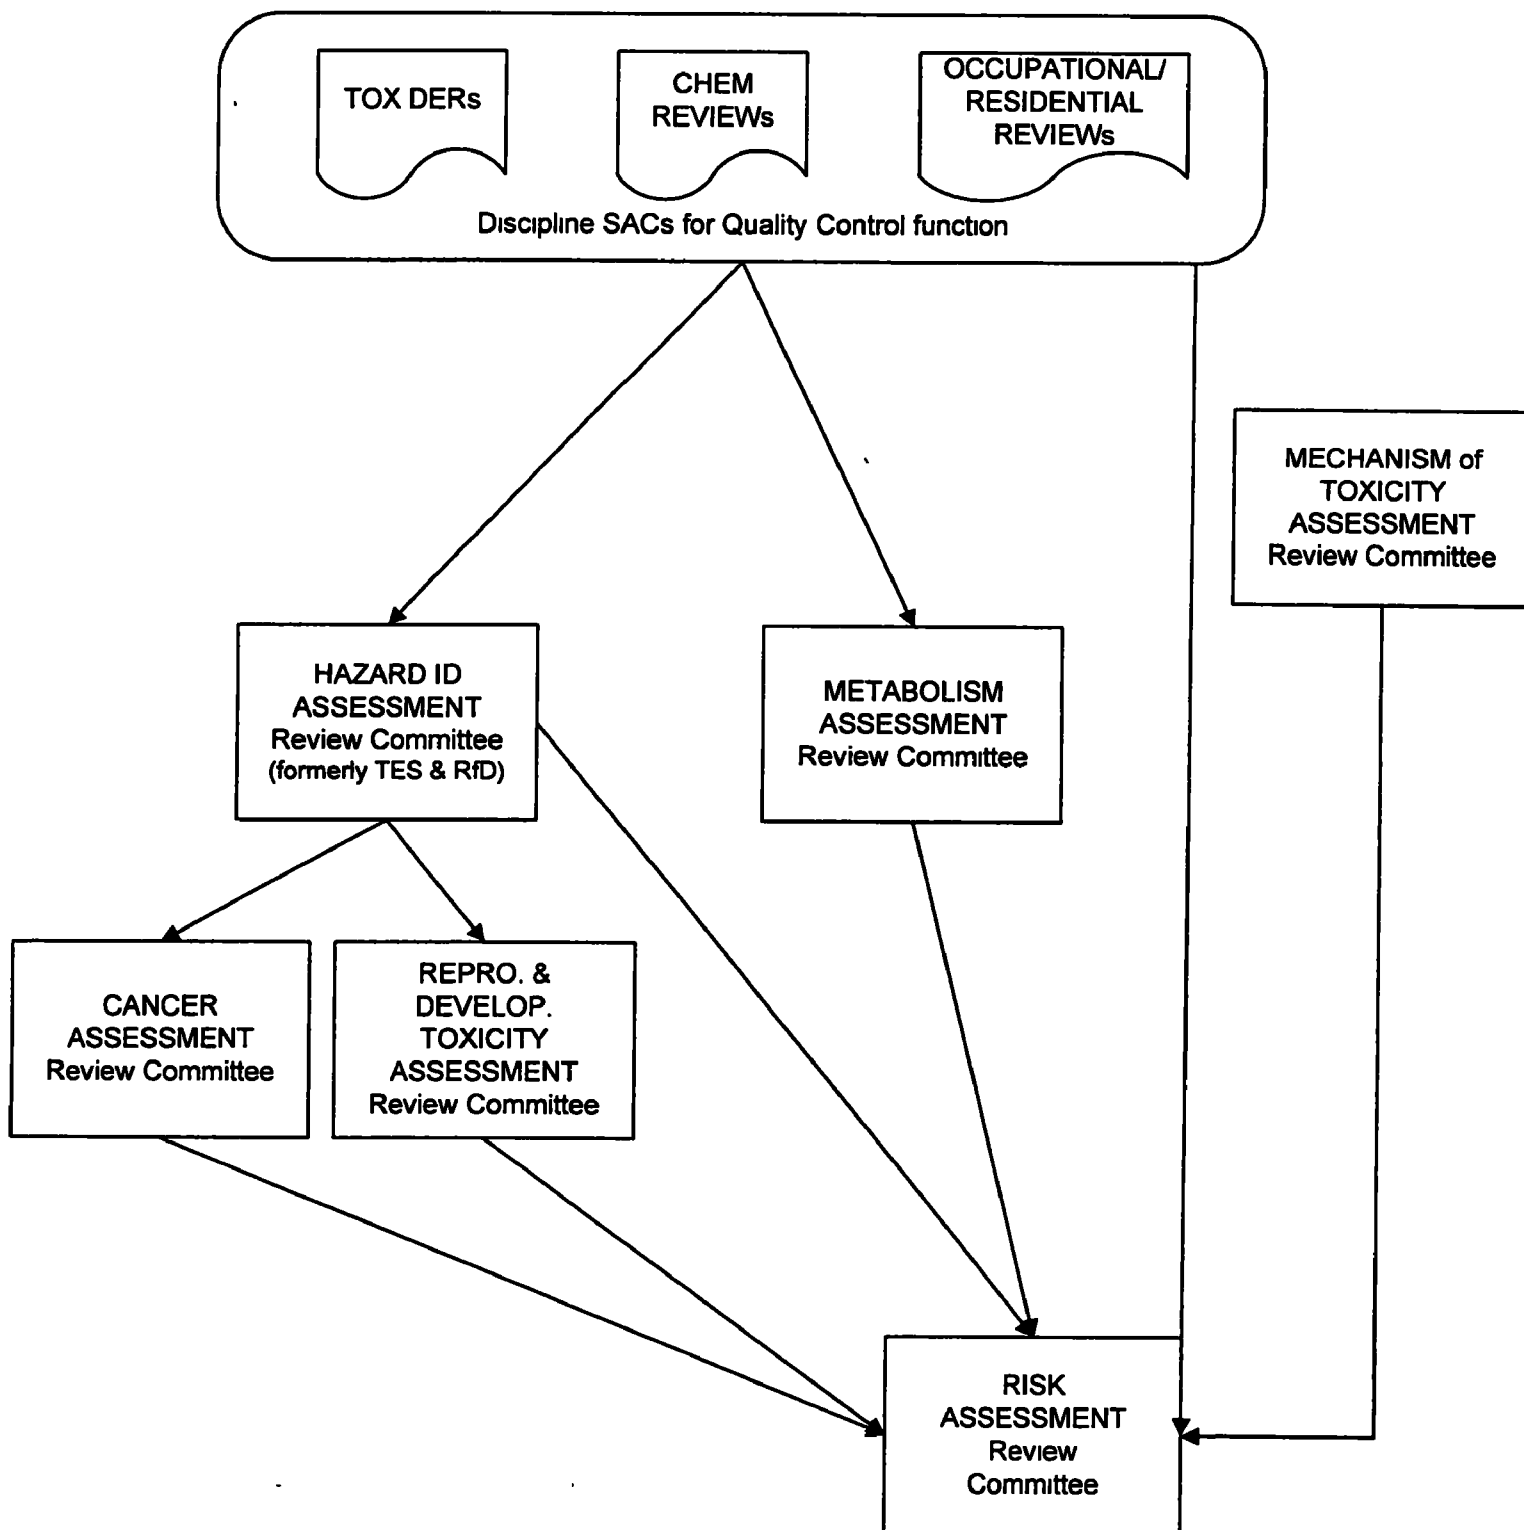 TOX DERs
CHEM
REVIEWs
OCCUPATIONAL/
RESIDENTIAL
REVIEWs
Discipline SACs for Quality Control function
MECHANISM of
TOXICITY
ASSESSMENT
Review Committee
HAZARD ID
ASSESSMENT
Review Committee
(formerly TES & RfD)
METABOLISM
ASSESSMENT
Review Committee
CANCER
ASSESSMENT
Review Committee
REPRO. &
DEVELOP.
TOXICITY
ASSESSMENT
Review Committee
RISK
ASSESSMENT
Review
Committee